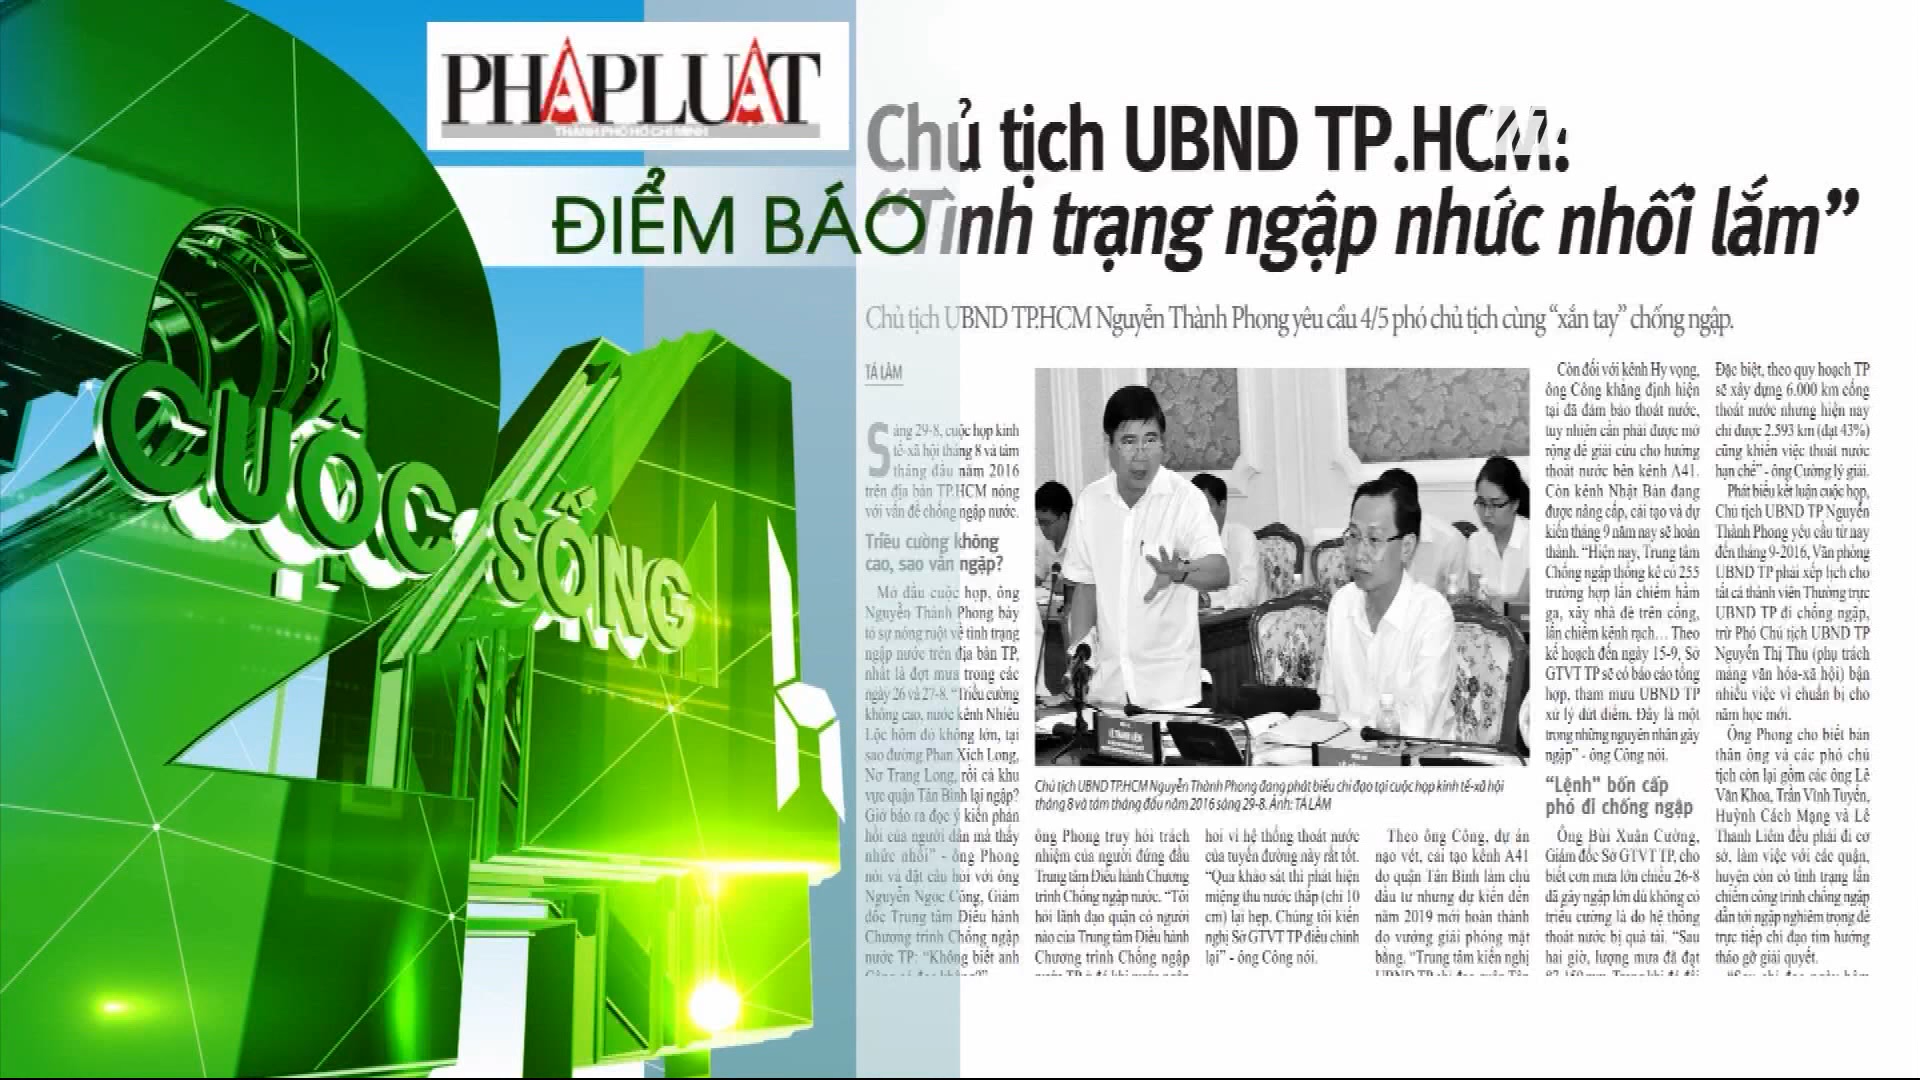 PHÁPLUẬT
THÀNH PHỐ HỒ CHÍ MINH
ĐIỂM BÁO
CUỘC SỐNG
24h
Chủ tịch UBND TP.HCM:
“Tình trạng ngập nhức nhối lắm”
Chủ tịch UBND TP.HCM Nguyễn Thành Phong yêu cầu 4/5 phó chủ tịch cùng “xắn tay” chống ngập.
TÁ LÂM
Sáng 29-8, cuộc họp kinh
tế-xã hội tháng 8 và tám
tháng đầu năm 2016
trên địa bàn TP.HCM nóng
với vấn đề chống ngập nước.
Triều cường không
cao, sao vẫn ngập?
Mở đầu cuộc họp, ông
Nguyễn Thành Phong bày
tỏ sự nóng ruột về tình trạng
ngập nước trên địa bàn TP,
nhất là đợt mưa trong các
ngày 26 và 27-8. “Triều cường
không cao, nước kênh Nhiêu
Lộc hôm đó không lớn, tại
sao đường Phan Xích Long,
Nơ Trang Long, rồi cả khu
vực quận Tân Bình lại ngập?
Giờ báo ra đọc ý kiến phản
hồi của người dân mà thấy
nhức nhối” - ông Phong
nói và đặt câu hỏi với ông
Nguyễn Ngọc Công, Giám
đốc Trung tâm Điều hành
Chương trình Chống ngập
nước TP: “Không biết anh
Công có đọc không?”
Chủ tịch UBND TP.HCM Nguyễn Thành Phong đang phát biểu chỉ đạo tại cuộc họp kinh tế-xã hội
tháng 8 và tám tháng đầu năm 2016 sáng 29-8. Ảnh: TÁ LÂM
ông Phong truy hỏi trách
nhiệm của người đứng đầu
Trung tâm Điều hành Chương
trình Chống ngập nước. “Tôi
hỏi lãnh đạo quận có người
nào của Trung tâm Điều hành
Chương trình Chống ngập
hỏi vì hệ thống thoát nước
của tuyến đường này rất tốt.
“Qua khảo sát thì phát hiện
miệng thu nước thấp (chỉ 10
cm) lại hẹp. Chúng tôi kiến
nghị Sở GTVT TP điều chỉnh
lại” - ông Công nói.
Theo ông Công, dự án
nạo vét, cải tạo kênh A41
do quận Tân Bình làm chủ
đầu tư nhưng dự kiến đến
năm 2019 mới hoàn thành
do vướng giải phóng mặt
bằng. “Trung tâm kiến nghị
UBND TP chỉ đạo quận Tân
Còn đối với kênh Hy vọng,
ông Công khẳng định hiện
tại đã đảm bảo thoát nước,
tuy nhiên cần phải được mở
rộng để giải cứu cho hướng
thoát nước bên kênh A41.
Còn kênh Nhật Bản đang
được nâng cấp, cải tạo và dự
kiến tháng 9 năm nay sẽ hoàn
thành. “Hiện nay, Trung tâm
Chống ngập thống kê có 255
trường hợp lấn chiếm hầm
ga, xây nhà đè trên cống,
lấn chiếm kênh rạch… Theo
kế hoạch đến ngày 15-9, Sở
GTVT TP sẽ có báo cáo tổng
hợp, tham mưu UBND TP
xử lý dứt điểm. Đây là một
trong những nguyên nhân gây
ngập” - ông Công nói.
“Lệnh” bốn cấp
phó đi chống ngập
Ông Bùi Xuân Cường,
Giám đốc Sở GTVT TP, cho
biết cơn mưa lớn chiều 26-8
đã gây ngập lớn dù không có
triều cường là do hệ thống
thoát nước bị quá tải. “Sau
hai giờ, lượng mưa đã đạt
Đặc biệt, theo quy hoạch TP
sẽ xây dựng 6.000 km cống
thoát nước nhưng hiện nay
chỉ được 2.593 km (đạt 43%)
cũng khiến việc thoát nước
hạn chế” - ông Cường lý giải.
Phát biểu kết luận cuộc họp,
Chủ tịch UBND TP Nguyễn
Thành Phong yêu cầu từ nay
đến tháng 9-2016, Văn phòng
UBND TP phải xếp lịch cho
tất cả thành viên Thường trực
UBND TP đi chống ngập,
trừ Phó Chủ tịch UBND TP
Nguyễn Thị Thu (phụ trách
mảng văn hóa-xã hội) bận
nhiều việc vì chuẩn bị cho
năm học mới.
Ông Phong cho biết bản
thân ông và các phó chủ
tịch còn lại gồm các ông Lê
Văn Khoa, Trần Vĩnh Tuyến,
Huỳnh Cách Mạng và Lê
Thanh Liêm đều phải đi cơ
sở, làm việc với các quận,
huyện còn có tình trạng lấn
chiếm công trình chống ngập
dẫn tới ngập nghiêm trọng để
trực tiếp chỉ đạo tìm hướng
tháo gỡ giải quyết.